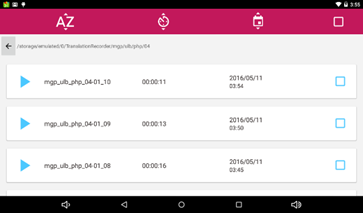 3:55
AZ
/storage/emulated/0/TranslationRecorder/mgp/ulb/php/04
mgp_ulb_php_04-01_10 00:00:11 2016/05/11
03:54
mgp_ulb_php_04-01_09 00:00:13 2016/05/11
03:50
mgp_ulb_php_04-01_08 00:00:16 2016/05/11
03:45